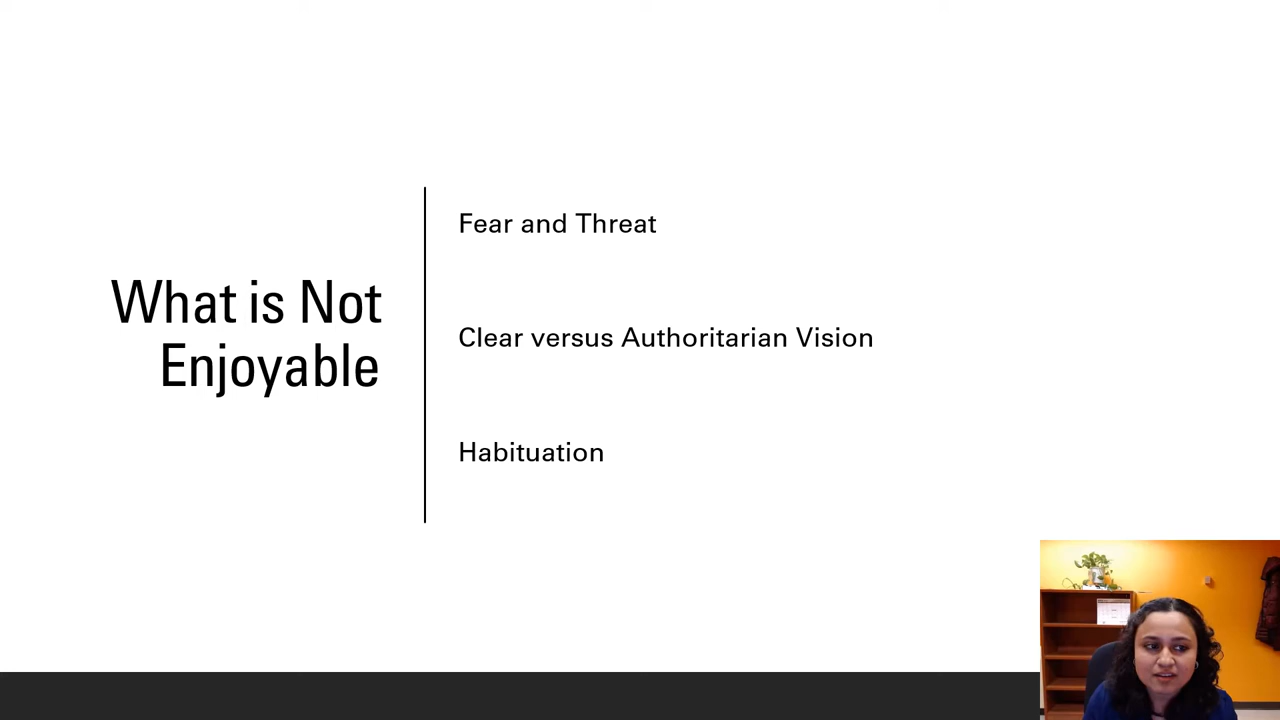 What is Not
Enjoyable
Fear and Threat
Clear versus Authoritarian Vision
Habituation